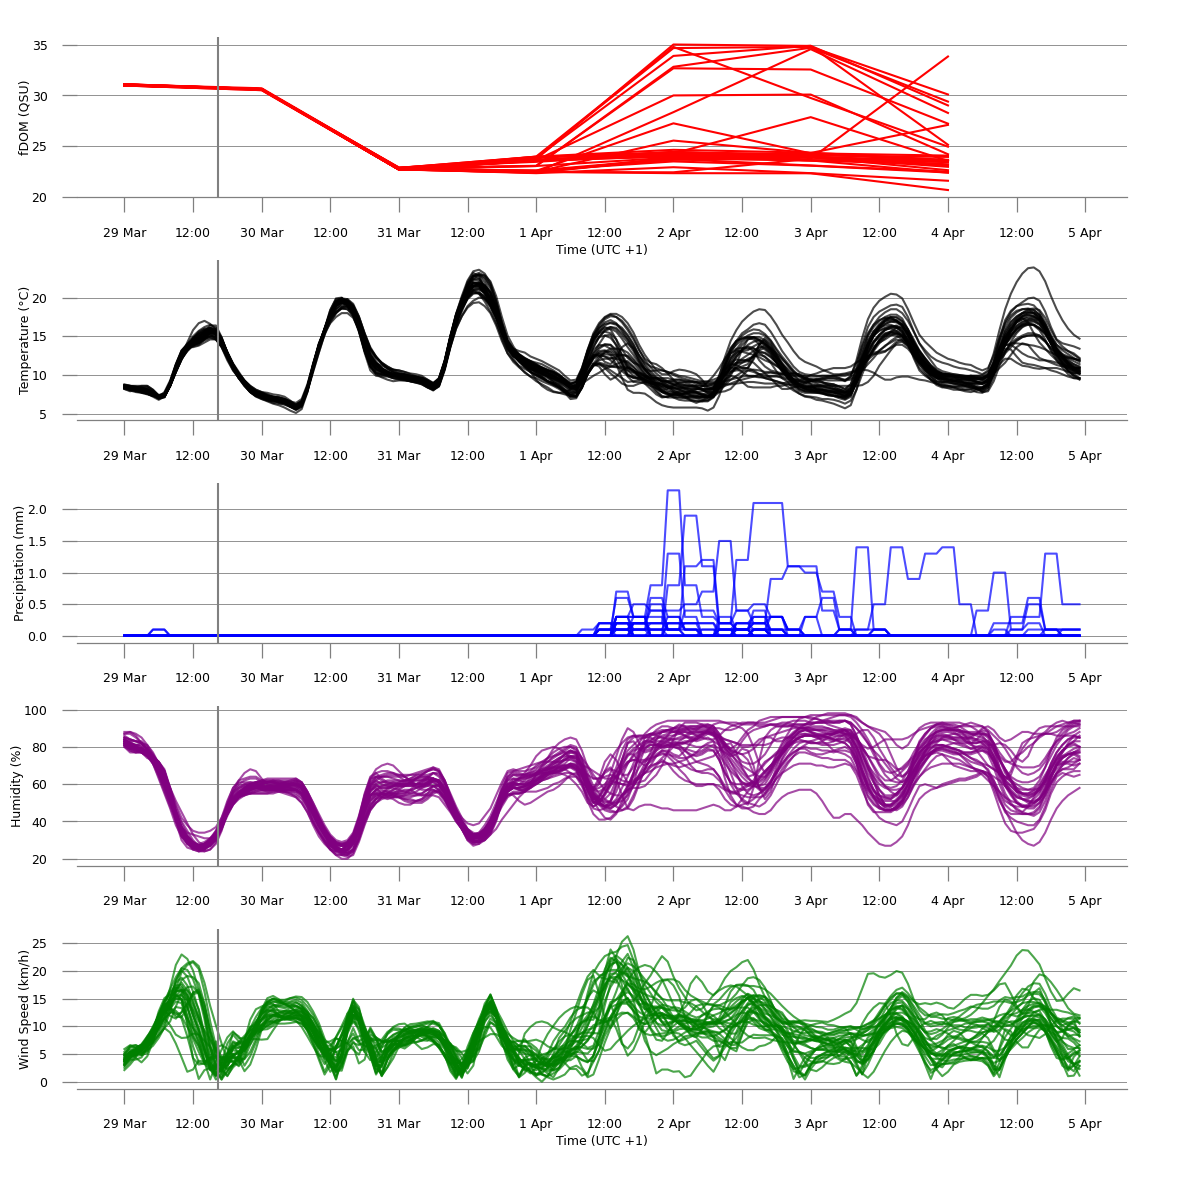 35
30
25
20
fDOM (QSU)
29 Mar 12:00 30 Mar 12:00 31 Mar 12:00 1 Apr 12:00 2 Apr 12:00 3 Apr 12:00 4 Apr 12:00 5 Apr
Time (UTC +1)
20
15
10
5
Temperature (°C)
29 Mar 12:00 30 Mar 12:00 31 Mar 12:00 1 Apr 12:00 2 Apr 12:00 3 Apr 12:00 4 Apr 12:00 5 Apr
2.0
1.5
1.0
0.5
0.0
Precipitation (mm)
29 Mar 12:00 30 Mar 12:00 31 Mar 12:00 1 Apr 12:00 2 Apr 12:00 3 Apr 12:00 4 Apr 12:00 5 Apr
100
80
60
40
20
Humidity (%)
29 Mar 12:00 30 Mar 12:00 31 Mar 12:00 1 Apr 12:00 2 Apr 12:00 3 Apr 12:00 4 Apr 12:00 5 Apr
25
20
15
10
5
0
Wind Speed (km/h)
29 Mar 12:00 30 Mar 12:00 31 Mar 12:00 1 Apr 12:00 2 Apr 12:00 3 Apr 12:00 4 Apr 12:00 5 Apr
Time (UTC +1)